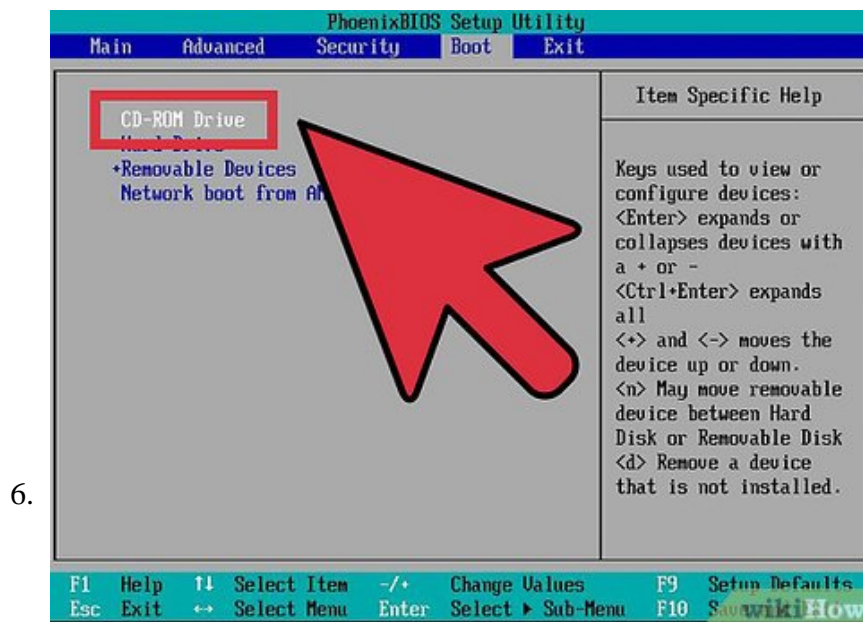 PhoenixBIOS Setup Utility
Main Advanced Security Boot Exit
CD-ROM Drive
+Removable Devices
Network boot from
Item Specific Help
Keys used to view or
configure devices:
<Enter> expands or
collapses devices with
a + or -
<Ctrl+Enter> expands
all
<+> and <-> moves the
device up or down.
<n> May move removable
device between Hard
Disk or Removable Disk
<d> Remove a device
that is not installed.
6.
F1 Help ↑↓ Select Item -/+ Change Values F9 Setup Defaults
Esc Exit ↔ Select Menu Enter Select ▶ Sub-Menu F10
wikiHow